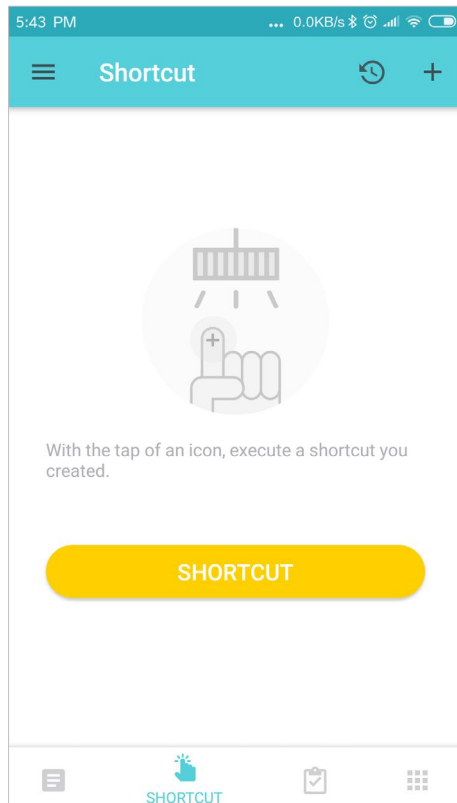 5:43 PM ... 0.0KB/s
Shortcut
With the tap of an icon, execute a shortcut you
created.
SHORTCUT
SHORTCUT